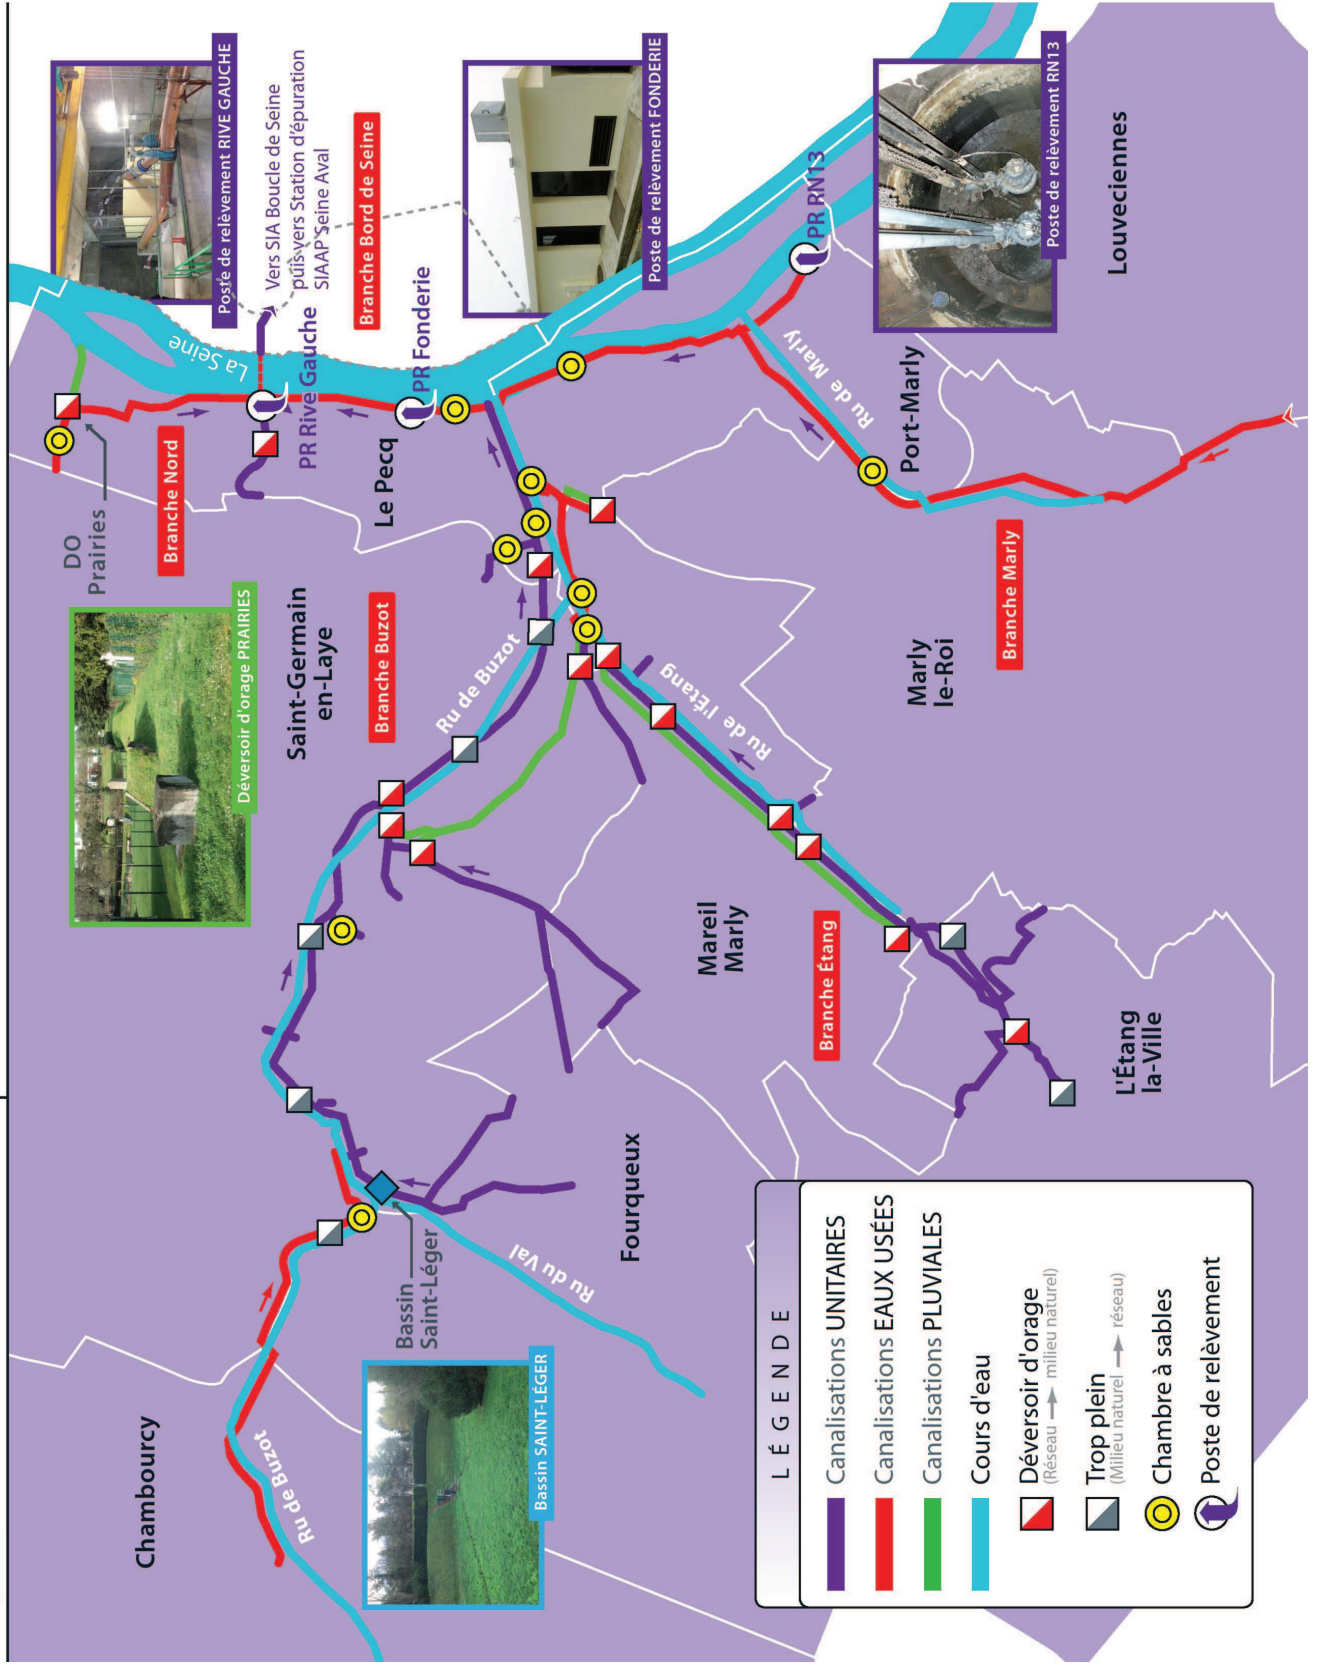 Chambourcy
Ru de Buzot
Bassin SAINT-LÉGER
Bassin
Saint-Léger
Ru du Val
Fourqueux
Déversoir d'orage PRAIRIES
DO
Prairies
Branche Nord
Saint-Germain
en-Laye
Branche Buzot
Ru de Buzot
Le Pecq
La Seine
Poste de relèvement RIVE GAUCHE
Vers SIA Boucle de Seine
puis vers Station d'épuration
SIAAP Seine Aval
Branche Bord de Seine
PR Rive Gauche
PR Fonderie
Poste de relèvement FONDERIE
PR RN13
Poste de relèvement RN13
Louveciennes
Ru de Marly
Port-Marly
Branche Marly
Marly
le-Roi
Ru de l'Étang
Mareil
Marly
Branche Étang
L'Étang
la-Ville
LÉGENDE
Canalisations UNITAIRES
Canalisations EAUX USÉES
Canalisations PLUVIALES
Cours d'eau
Déversoir d'orage
(Réseau → milieu naturel)
Trop plein
(Milieu naturel → réseau)
Chambre à sables
Poste de relèvement